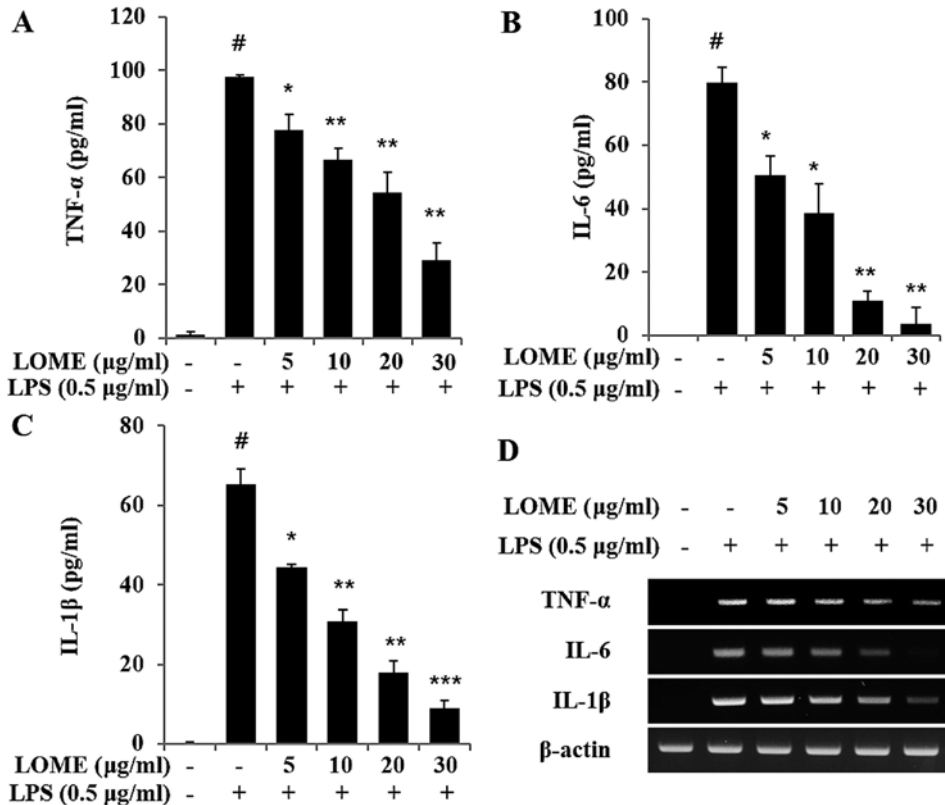 A
TNF-α (pg/ml)
120
100
80
60
40
20
0
# * ** ** **
LOME (μg/ml) - - 5 10 20 30
LPS (0.5 μg/ml) - + + + + +
B
IL-6 (pg/ml)
100
80
60
40
20
0
# * * ** **
LOME (μg/ml) - - 5 10 20 30
LPS (0.5 μg/ml) - + + + + +
C
IL-1β (pg/ml)
80
60
40
20
0
# * ** ** ***
LOME (μg/ml) - - 5 10 20 30
LPS (0.5 μg/ml) - + + + + +
D
LOME (μg/ml) - - 5 10 20 30
LPS (0.5 μg/ml) - + + + + +
TNF-α
IL-6
IL-1β
β-actin